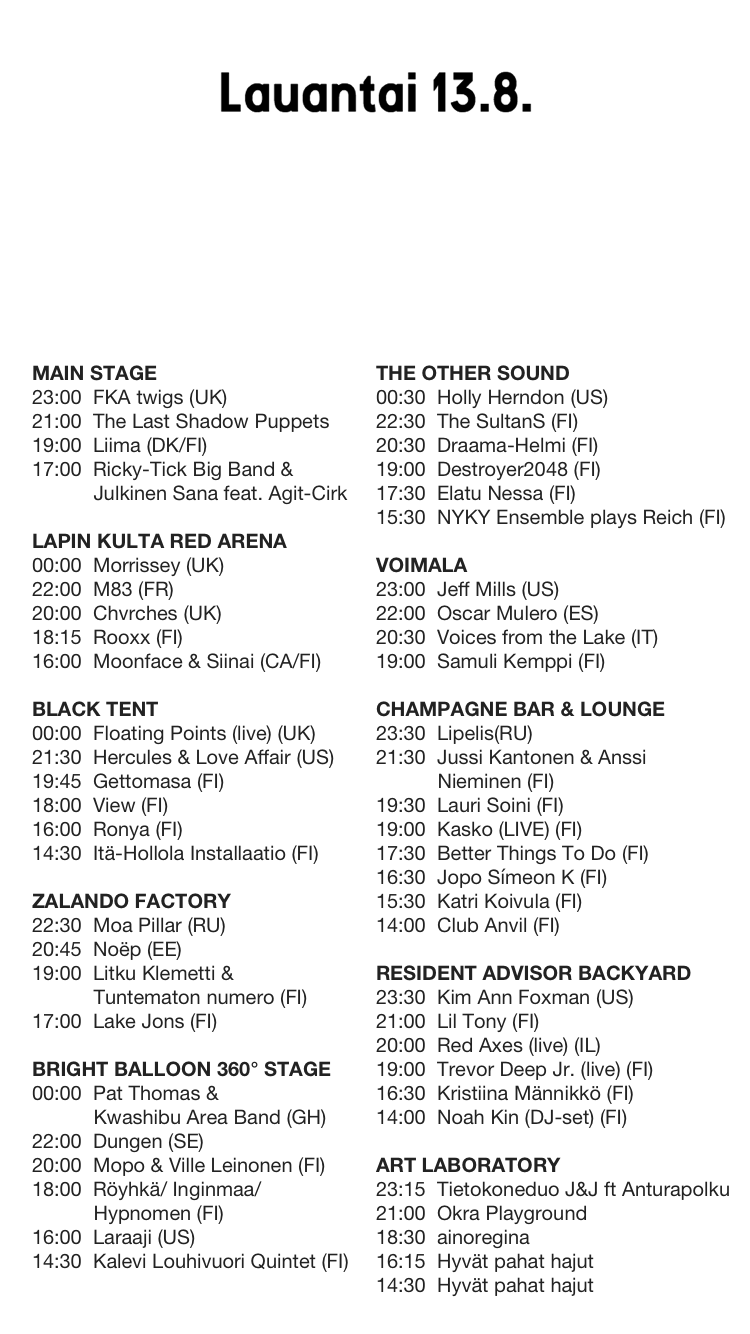 Lauantai 13.8.
MAIN STAGE
23:00 FKA twigs (UK)
21:00 The Last Shadow Puppets
19:00 Liima (DK/FI)
17:00 Ricky-Tick Big Band &
Julkinen Sana feat. Agit-Cirk
LAPIN KULTA RED ARENA
00:00 Morrissey (UK)
22:00 M83 (FR)
20:00 Chvrches (UK)
18:15 Rooxx (FI)
16:00 Moonface & Siinai (CA/FI)
BLACK TENT
00:00 Floating Points (live) (UK)
21:30 Hercules & Love Affair (US)
19:45 Gettomasa (FI)
18:00 View (FI)
16:00 Ronya (FI)
14:30 Itä-Hollola Installaatio (FI)
ZALANDO FACTORY
22:30 Moa Pillar (RU)
20:45 Noëp (EE)
19:00 Litku Klemetti &
Tuntematon numero (FI)
17:00 Lake Jons (FI)
BRIGHT BALLOON 360° STAGE
00:00 Pat Thomas &
Kwashibu Area Band (GH)
22:00 Dungen (SE)
20:00 Mopo & Ville Leinonen (FI)
18:00 Röyhkä/ Inginmaa/
Hypnomen (FI)
16:00 Laraaji (US)
14:30 Kalevi Louhivuori Quintet (FI)
THE OTHER SOUND
00:30 Holly Herndon (US)
22:30 The SultanS (FI)
20:30 Draama-Helmi (FI)
19:00 Destroyer2048 (FI)
17:30 Elatu Nessa (FI)
15:30 NYKY Ensemble plays Reich (FI)
VOIMALA
23:00 Jeff Mills (US)
22:00 Oscar Mulero (ES)
20:30 Voices from the Lake (IT)
19:00 Samuli Kemppi (FI)
CHAMPAGNE BAR & LOUNGE
23:30 Lipelis(RU)
21:30 Jussi Kantonen & Anssi
Nieminen (FI)
19:30 Lauri Soini (FI)
19:00 Kasko (LIVE) (FI)
17:30 Better Things To Do (FI)
16:30 Jopo Símeon K (FI)
15:30 Katri Koivula (FI)
14:00 Club Anvil (FI)
RESIDENT ADVISOR BACKYARD
23:30 Kim Ann Foxman (US)
21:00 Lil Tony (FI)
20:00 Red Axes (live) (IL)
19:00 Trevor Deep Jr. (live) (FI)
16:30 Kristiina Männikkö (FI)
14:00 Noah Kin (DJ-set) (FI)
ART LABORATORY
23:15 Tietokoneduo J&J ft Anturapolku
21:00 Okra Playground
18:30 ainoregina
16:15 Hyvät pahat hajut
14:30 Hyvät pahat hajut